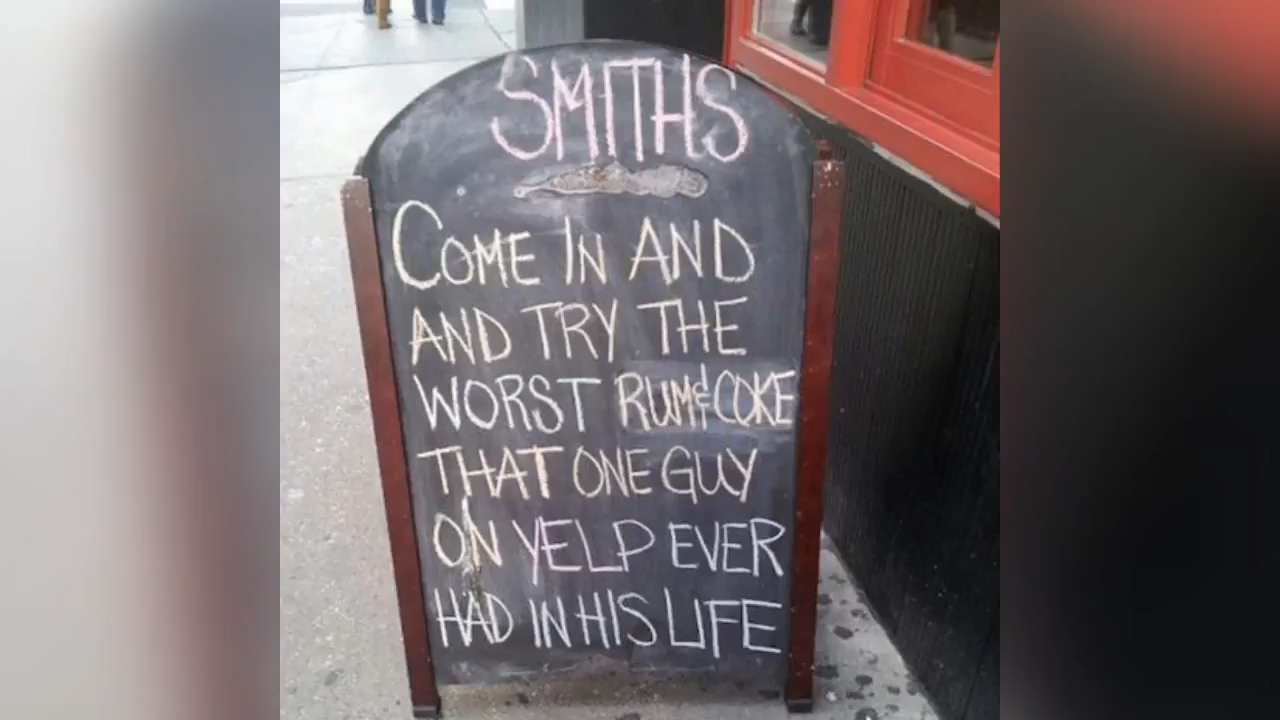 SMITHS
COME IN AND
AND TRY THE
WORST RUM & COKE
THAT ONE GUY
ON YELP EVER
HAD IN HIS LIFE